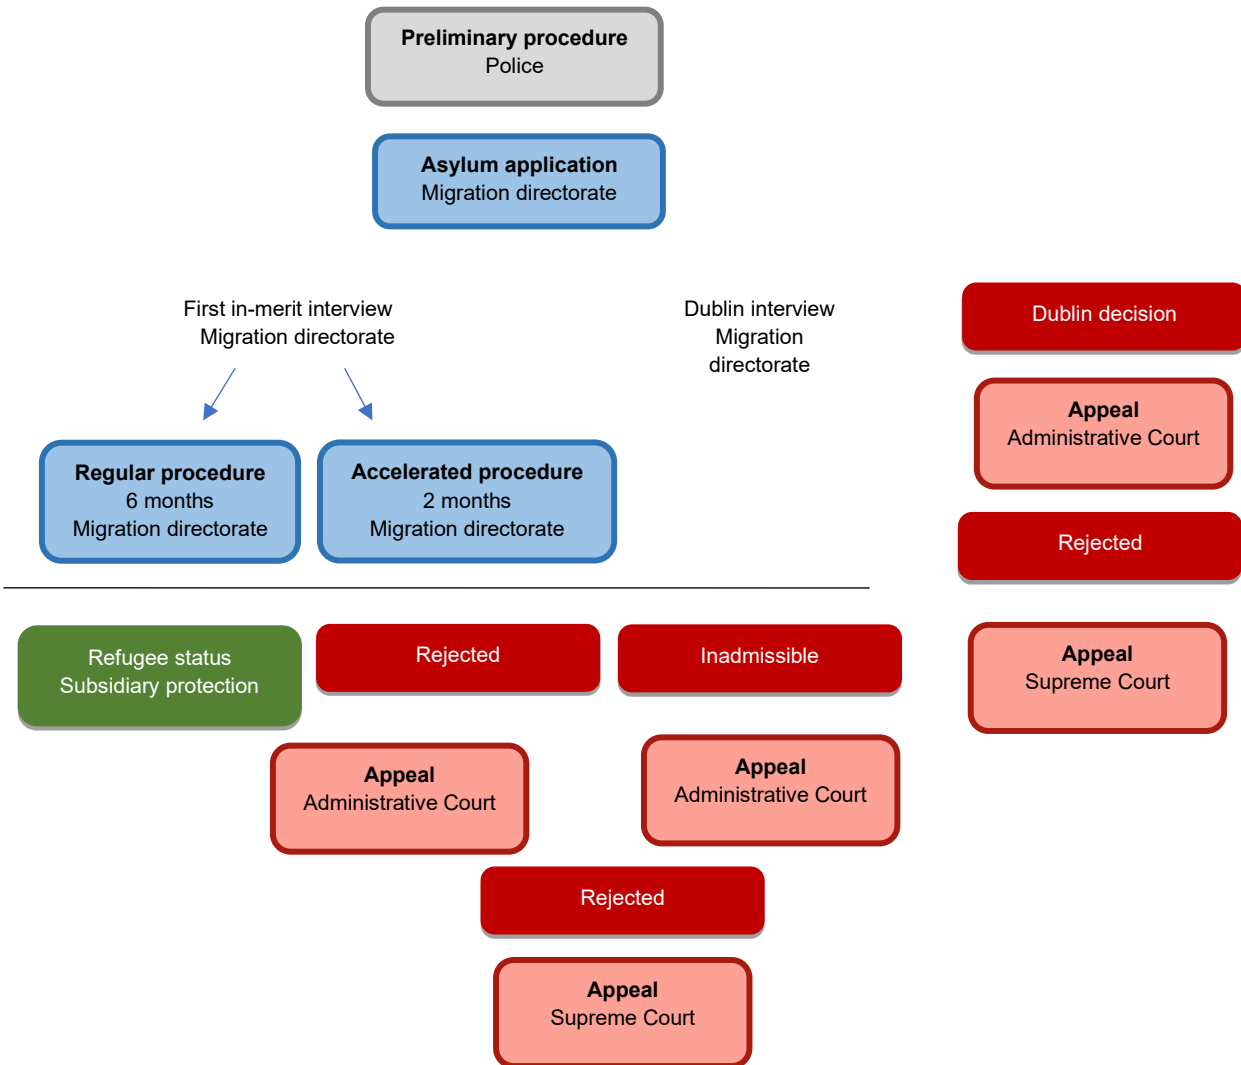 Preliminary procedure
Police
Asylum application
Migration directorate
First in-merit interview
Migration directorate
Dublin interview
Migration
directorate
Dublin decision
Appeal
Administrative Court
Regular procedure
6 months
Migration directorate
Accelerated procedure
2 months
Migration directorate
Rejected
Refugee status
Subsidiary protection
Rejected
Inadmissible
Appeal
Supreme Court
Appeal
Administrative Court
Appeal
Administrative Court
Rejected
Appeal
Supreme Court